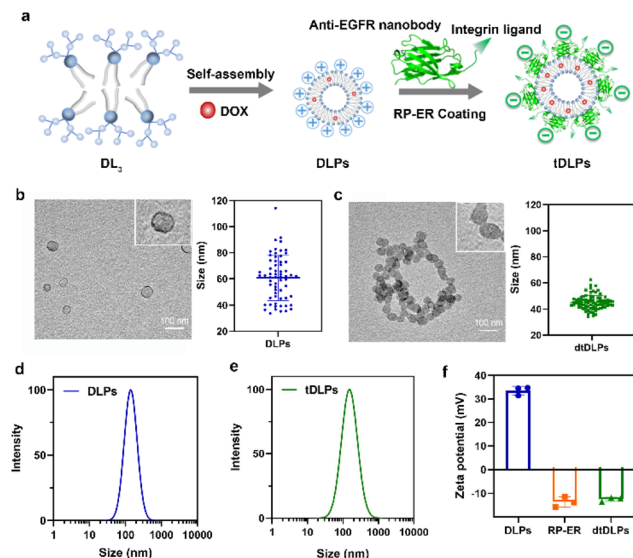 a
Anti-EGFR nanobody
Integrin ligand
Self-assembly
DOX
RP-ER Coating
DL3
DLPs
tDLPs
b
100 nm
Size (nm)
120
100
80
60
40
20
DLPs
c
100 nm
Size (nm)
120
100
80
60
40
20
dtDLPs
d
DLPs
Intensity
100
50
0
1 10 100 1000 10000
Size (nm)
e
tDLPs
Intensity
100
50
0
1 10 100 1000 10000
Size (nm)
f
Zeta potential (mV)
40
30
20
10
0
-10
DLPs RP-ER dtDLPs